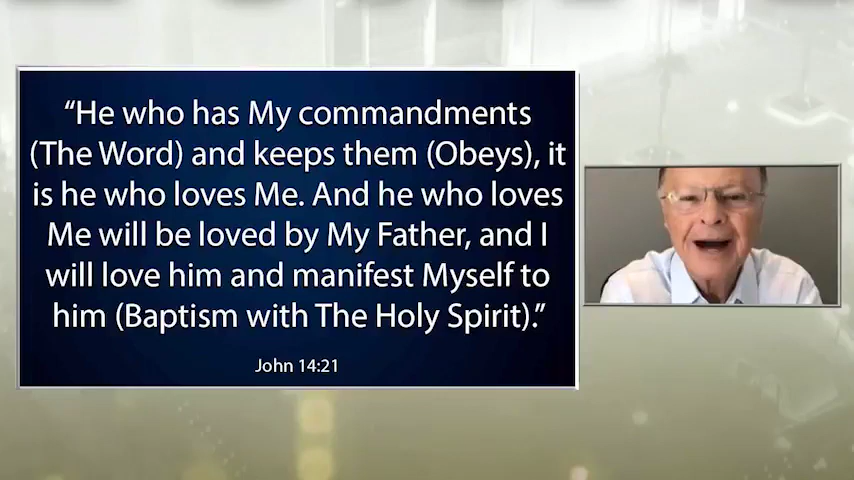 “He who has My commandments
(The Word) and keeps them (Obeys), it
is he who loves Me. And he who loves
Me will be loved by My Father, and I
will love him and manifest Myself to
him (Baptism with The Holy Spirit).”
John 14:21